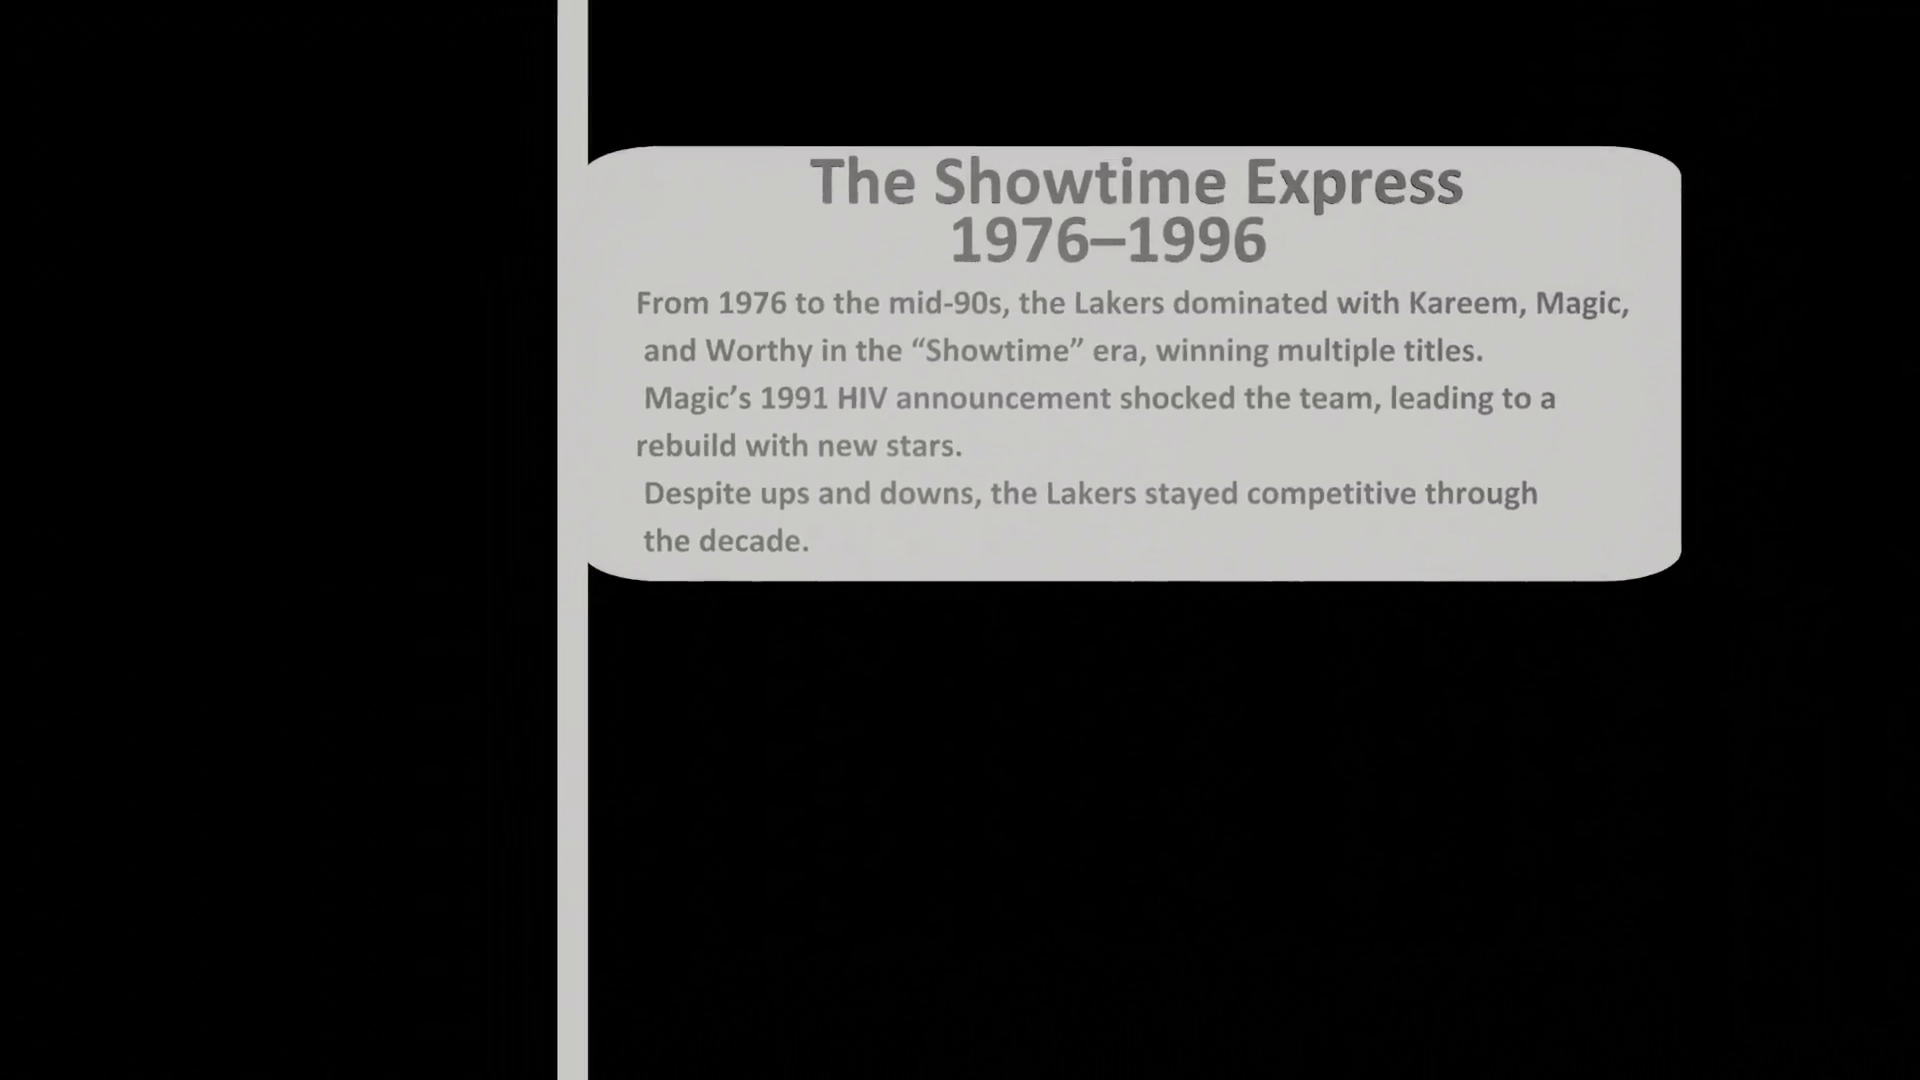 The Showtime Express
1976–1996
From 1976 to the mid-90s, the Lakers dominated with Kareem, Magic,
and Worthy in the “Showtime” era, winning multiple titles.
Magic’s 1991 HIV announcement shocked the team, leading to a
rebuild with new stars.
Despite ups and downs, the Lakers stayed competitive through
the decade.